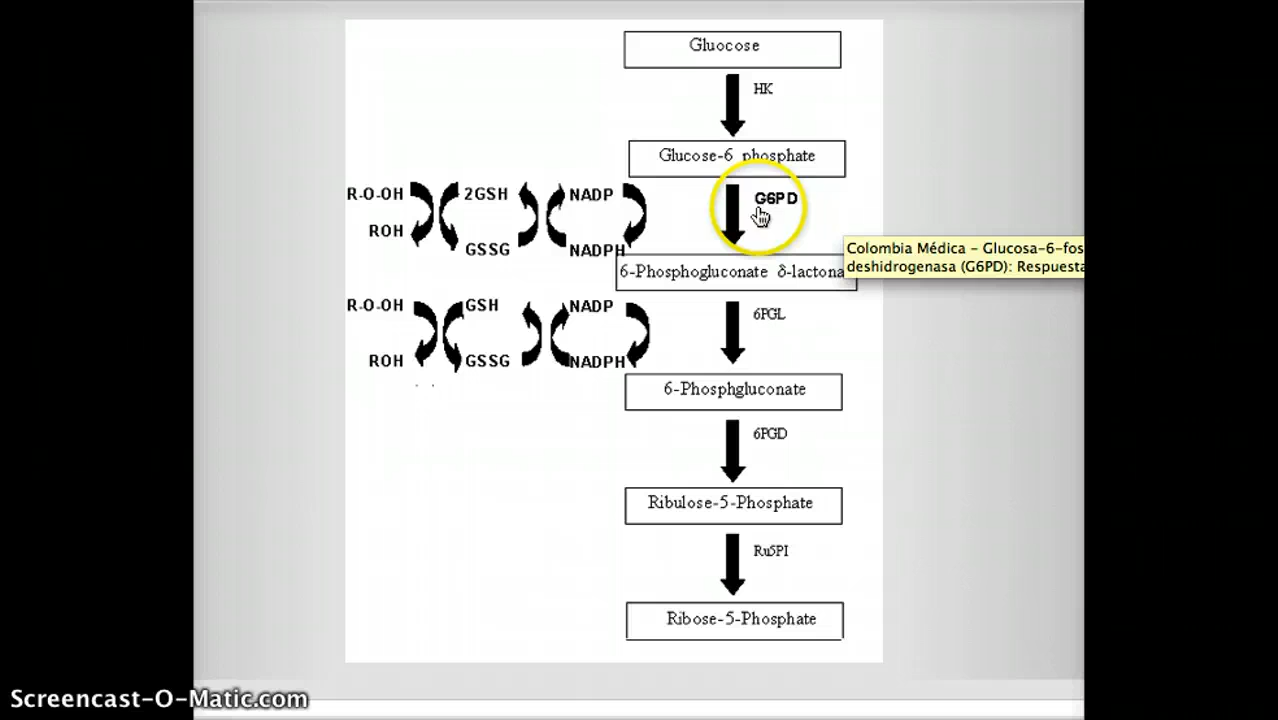 Gluocose
HK
Glucose-6 phosphate
G6PD
R-O-OH 2GSH NADP
ROH GSSG NADPH
Colombia Médica - Glucosa-6-fos
deshidrogenasa (G6PD): Respuesta
6-Phosphogluconate δ-lactona
R-O-OH GSH NADP
6PGL
ROH GSSG NADPH
6-Phosphgluconate
6PGD
Ribulose-5-Phosphate
Ru5PI
Ribose-5-Phosphate
Screencast-O-Matic.com